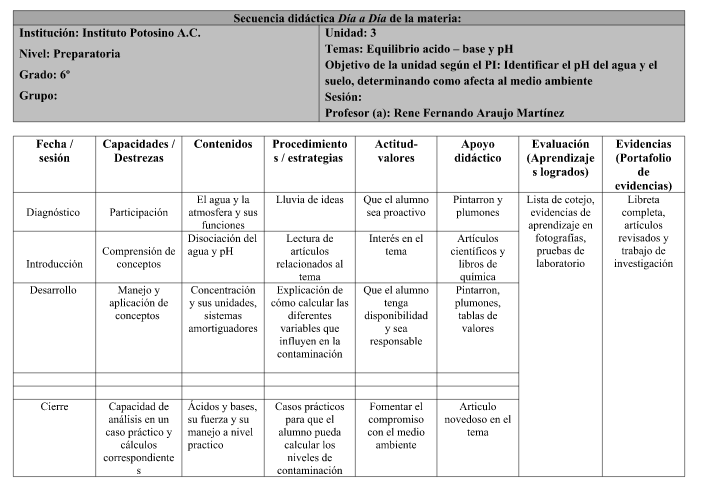 Secuencia didáctica Día a Día de la materia:
Institución: Instituto Potosino A.C.
Nivel: Preparatoria
Grado: 6º
Grupo:
Unidad: 3
Temas: Equilibrio acido – base y pH
Objetivo de la unidad según el PI: Identificar el pH del agua y el
suelo, determinando como afecta al medio ambiente
Sesión:
Profesor (a): Rene Fernando Araujo Martínez
Fecha /
sesión
Capacidades /
Destrezas
Contenidos
Procedimiento
s / estrategias
Actitud-
valores
Apoyo
didáctico
Evaluación
(Aprendizaje
s logrados)
Evidencias
(Portafolio
de
evidencias)
Diagnóstico
Participación
El agua y la
atmosfera y sus
funciones
Lluvia de ideas
Que el alumno
sea proactivo
Pintarron y
plumones
Lista de cotejo,
evidencias de
aprendizaje en
fotografías,
pruebas de
laboratorio
Libreta
completa,
artículos
revisados y
trabajo de
investigación
Introducción
Comprensión de
conceptos
Disociación del
agua y pH
Lectura de
artículos
relacionados al
tema
Interés en el
tema
Artículos
científicos y
libros de
química
Desarrollo
Manejo y
aplicación de
conceptos
Concentración
y sus unidades,
sistemas
amortiguadores
Explicación de
cómo calcular las
diferentes
variables que
influyen en la
contaminación
Que el alumno
tenga
disponibilidad
y sea
responsable
Pintarron,
plumones,
tablas de
valores
Cierre
Capacidad de
análisis en un
caso práctico y
cálculos
correspondiente
s
Ácidos y bases,
su fuerza y su
manejo a nivel
practico
Casos prácticos
para que el
alumno pueda
calcular los
niveles de
contaminación
Fomentar el
compromiso
con el medio
ambiente
Articulo
novedoso en el
tema